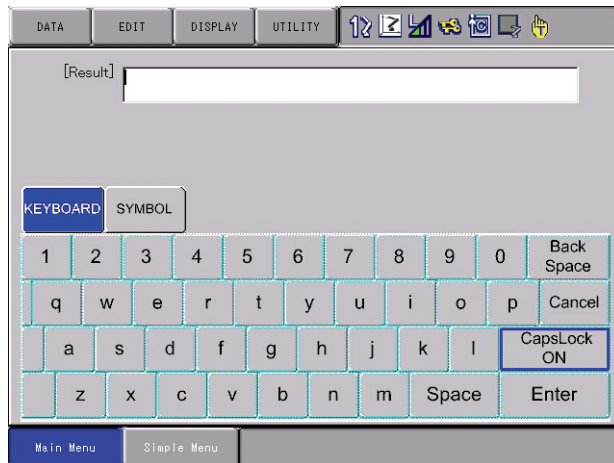 DATA EDIT DISPLAY UTILITY
[Result]
KEYBOARD SYMBOL
1 2 3 4 5 6 7 8 9 0 Back Space
q w e r t y u i o p Cancel
a s d f g h j k l CapsLock ON
z x c v b n m Space Enter
Main Menu Simple Menu